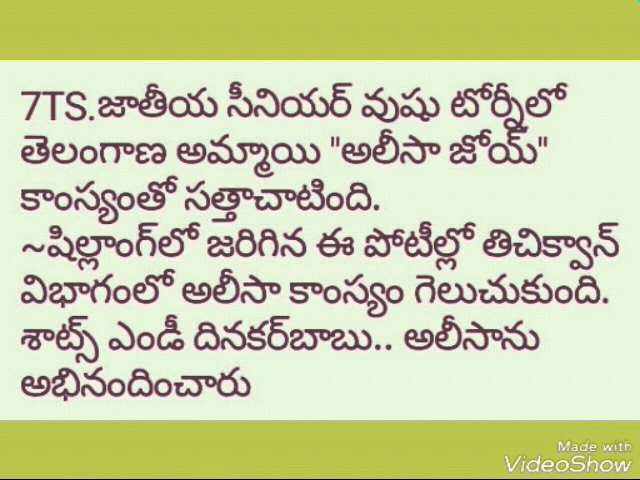 7TS.జాతీయ సీనియర్ వుషు టోర్నీలో
తెలంగాణ అమ్మాయి "అలీసా జోయ్"
కాంస్యంతో సత్తాచాటింది.
~షిల్లాంగ్‌లో జరిగిన ఈ పోటీల్లో తిచిక్వాన్
విభాగంలో అలీసా కాంస్యం గెలుచుకుంది.
శాట్స్ ఎండీ దినకర్‌బాబు.. అలీసాను
అభినందించారు
Made with
VideoShow